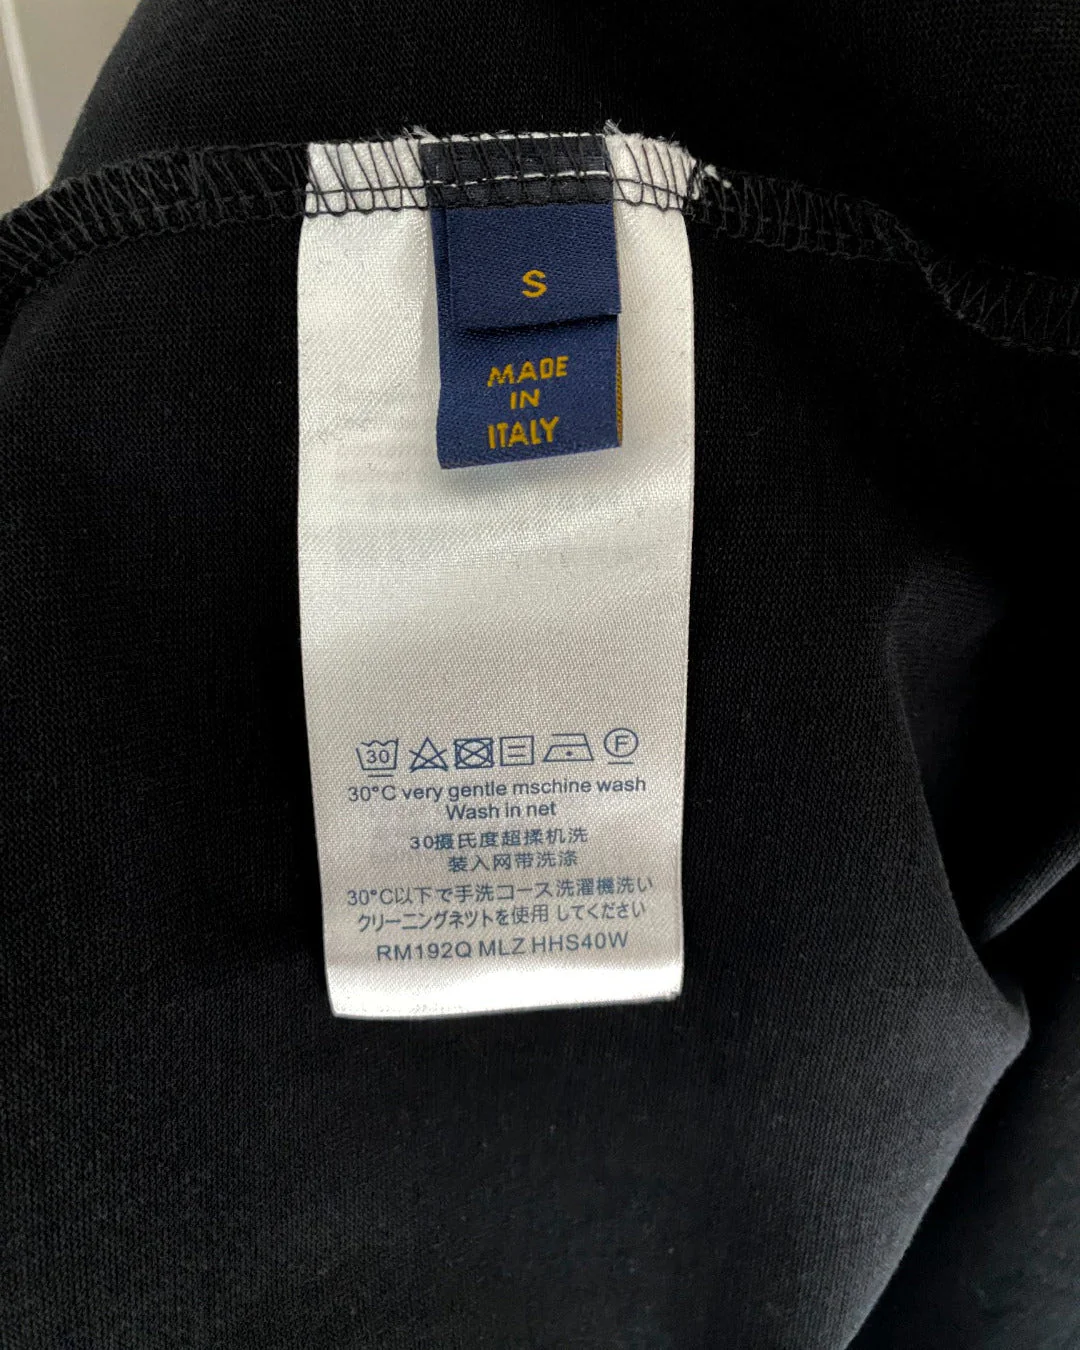 S
MADE
IN
ITALY
30 F
30°C very gentle mschine wash
Wash in net
30摄氏度超揉机洗
装入网带洗涤
30°C以下で手洗コース洗濯機洗い
クリーニングネツトを使用 してください
RM192Q MLZ HHS40W